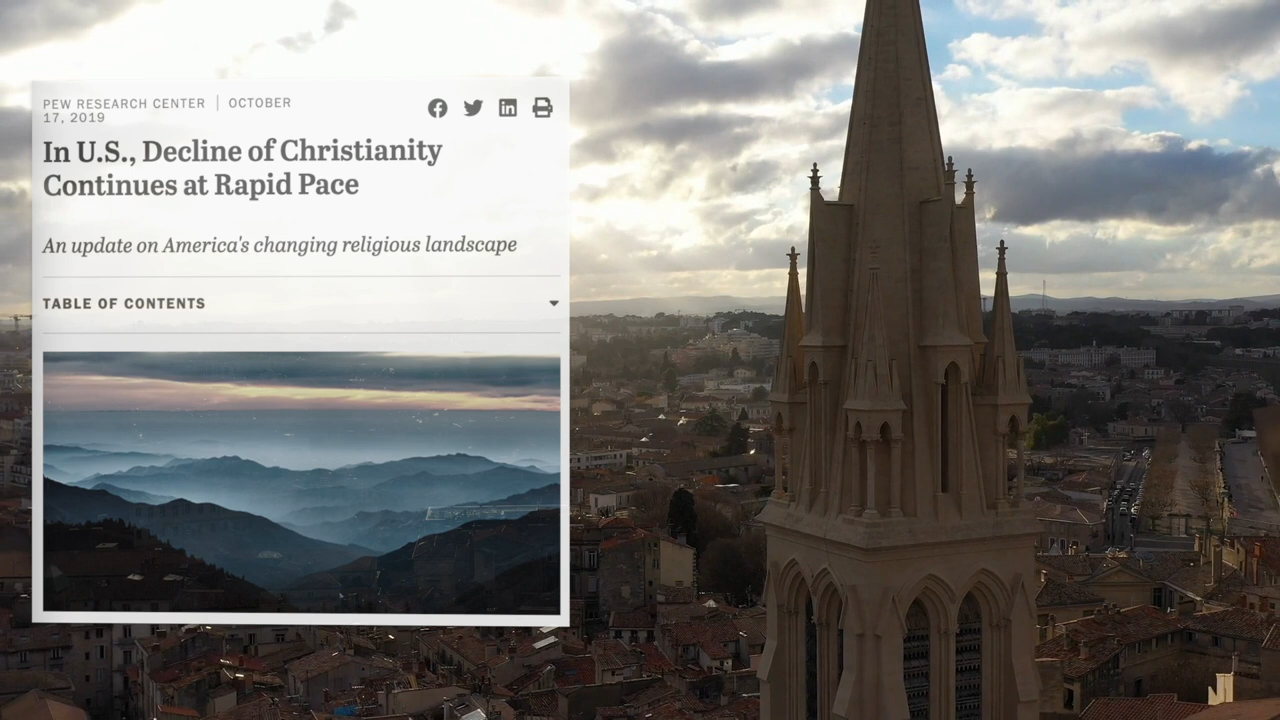 PEW RESEARCH CENTER | OCTOBER
17, 2019
In U.S., Decline of Christianity
Continues at Rapid Pace
An update on America's changing religious landscape
TABLE OF CONTENTS